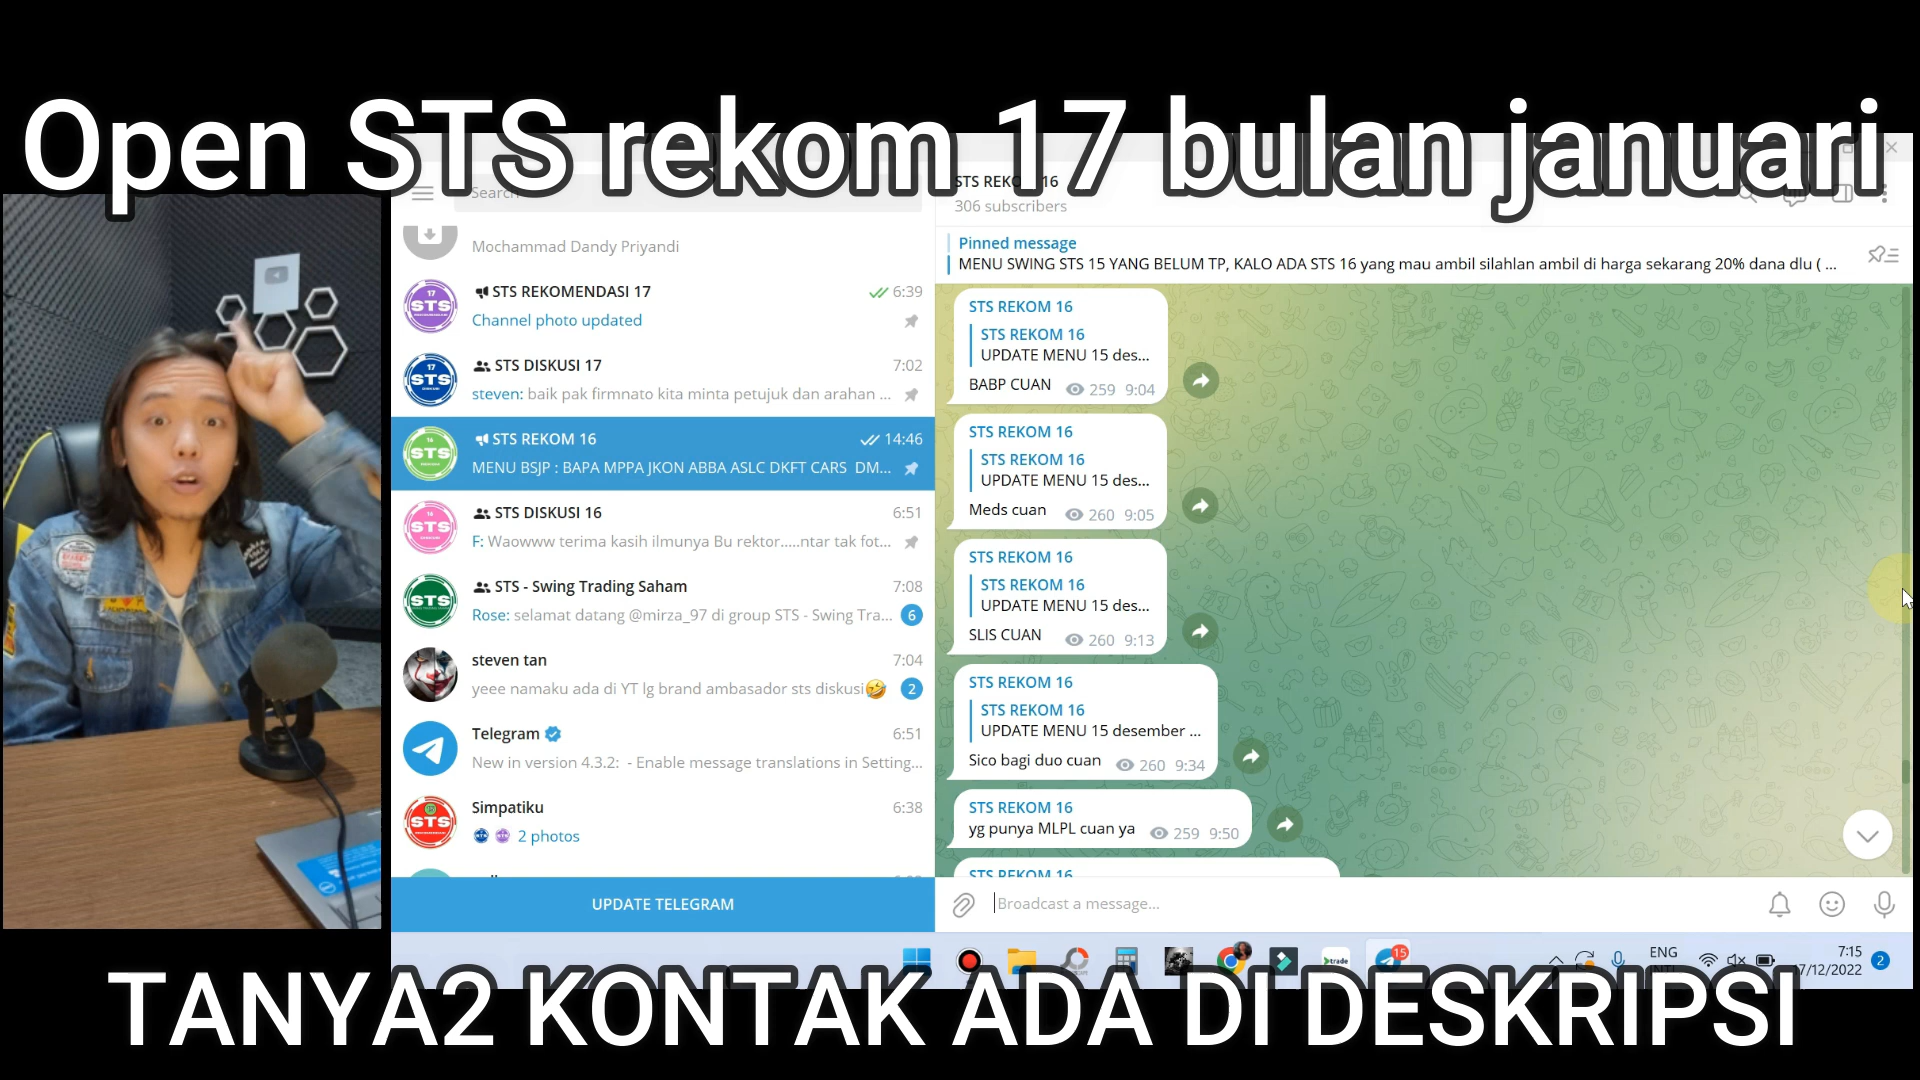 Open STS rekom 17 bulan januari
Search
Mochammad Dandy Priyandi
STS REKOMENDASI 17
6:39
Channel photo updated
STS DISKUSI 17
7:02
steven: baik pak firmnato kita minta petujuk dan arahan ...
STS REKOM 16
14:46
MENU BSJP : BAPA MPPA JKON ABBA ASLC DKFT CARS DM...
STS DISKUSI 16
6:51
F: Waowww terima kasih ilmunya Bu rektor.....ntar tak fot...
STS - Swing Trading Saham
7:08
Rose: selamat datang @mirza_97 di group STS - Swing Tra...
6
steven tan
7:04
yeee namaku ada di YT lg brand ambasador sts diskusi🤣
2
Telegram
6:51
New in version 4.3.2: - Enable message translations in Setting...
Simpatiku
6:38
2 photos
UPDATE TELEGRAM
STS REKOM 16
306 subscribers
Pinned message
MENU SWING STS 15 YANG BELUM TP, KALO ADA STS 16 yang mau ambil silahlan ambil di harga sekarang 20% dana dlu ( ...
STS REKOM 16
STS REKOM 16
UPDATE MENU 15 des...
BABP CUAN 259 9:04
STS REKOM 16
STS REKOM 16
UPDATE MENU 15 des...
Meds cuan 260 9:05
STS REKOM 16
STS REKOM 16
UPDATE MENU 15 des...
SLIS CUAN 260 9:13
STS REKOM 16
STS REKOM 16
UPDATE MENU 15 desember ...
Sico bagi duo cuan 260 9:34
STS REKOM 16
yg punya MLPL cuan ya 259 9:50
STS REKOM 16
Broadcast a message...
trade
15
ENG
7:15
17/12/2022
2
TANYA2 KONTAK ADA DI DESKRIPSI